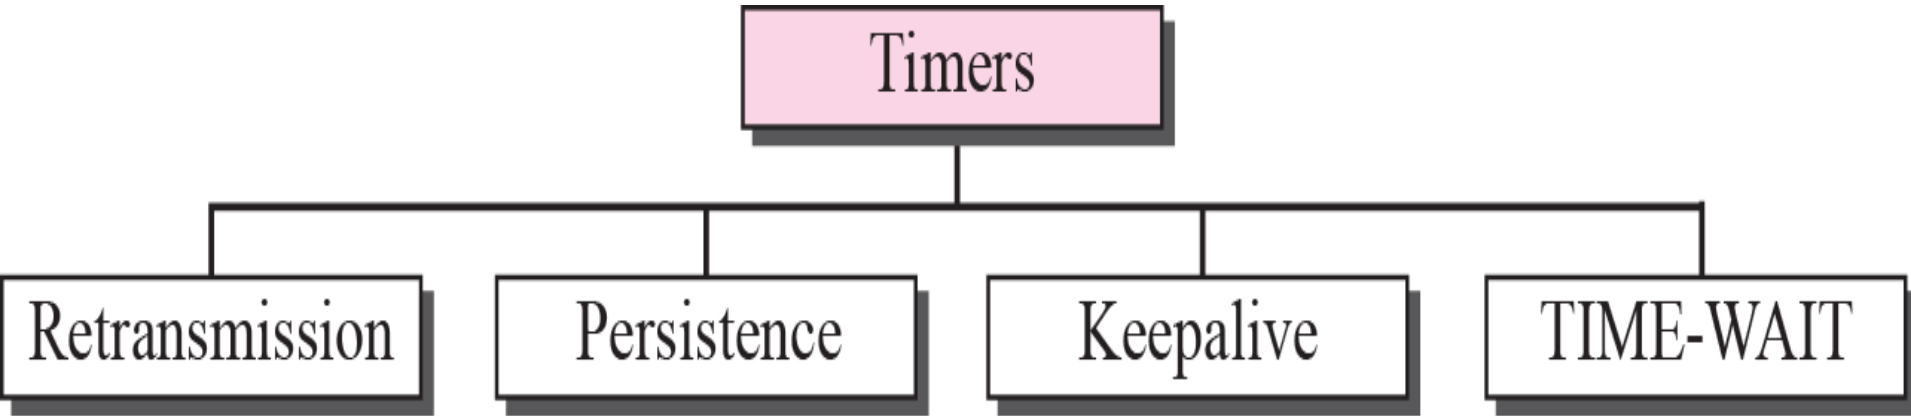 Timers
Retransmission
Persistence
Keepalive
TIME-WAIT